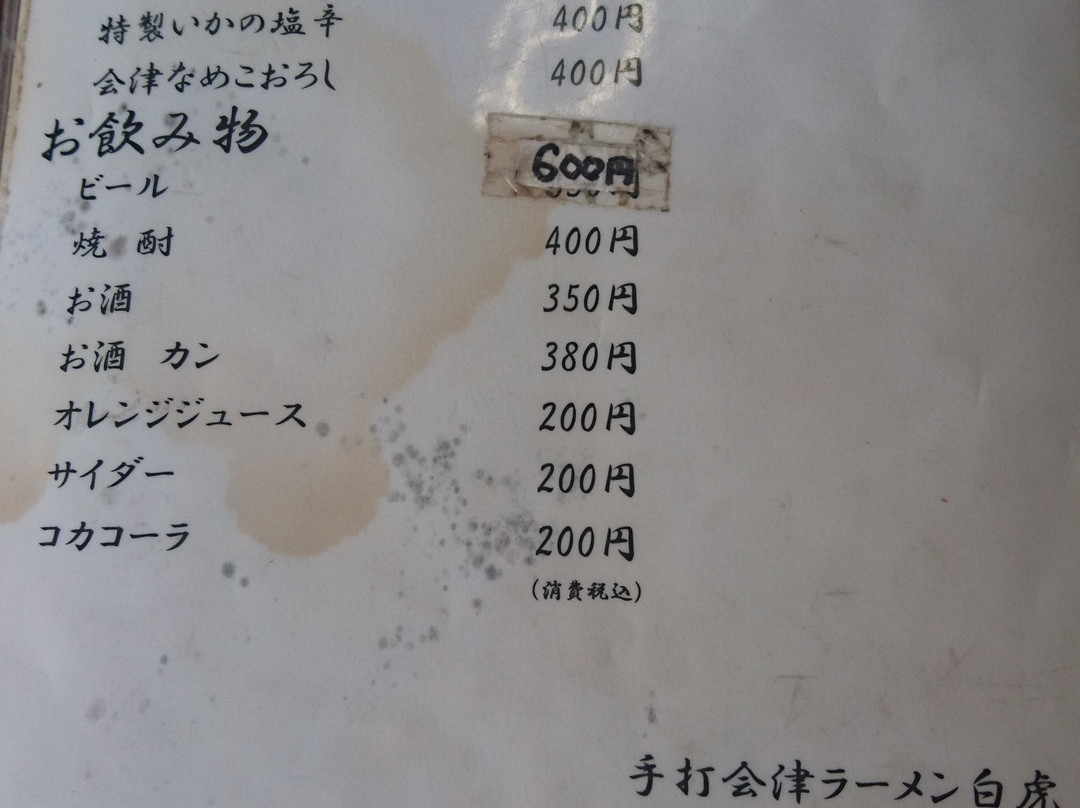 特製いかの塩辛 400円
会津なめこおろし 400円
お飲み物
ビール 600円
焼酎 400円
お酒 350円
お酒 カン 380円
オレンジジュース 200円
サイダー 200円
コカコーラ 200円
(消費税込)
手打会津ラーメン白虎